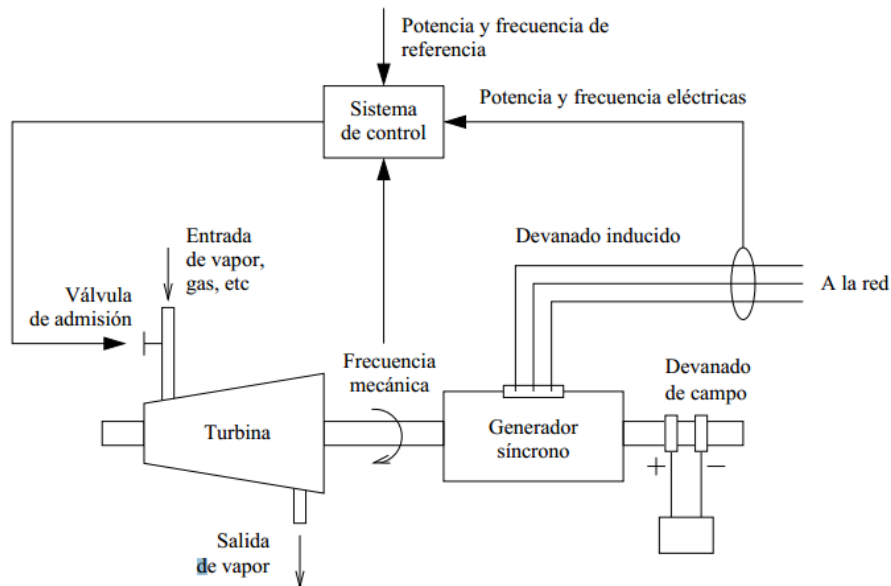 Potencia y frecuencia de
referencia
Sistema
de control
Potencia y frecuencia eléctricas
Entrada
de vapor,
gas, etc
Devanado inducido
Válvula
de admisión
A la red
Frecuencia
mecánica
Devanado
de campo
Turbina
Generador
síncrono
+ −
Salida
de vapor